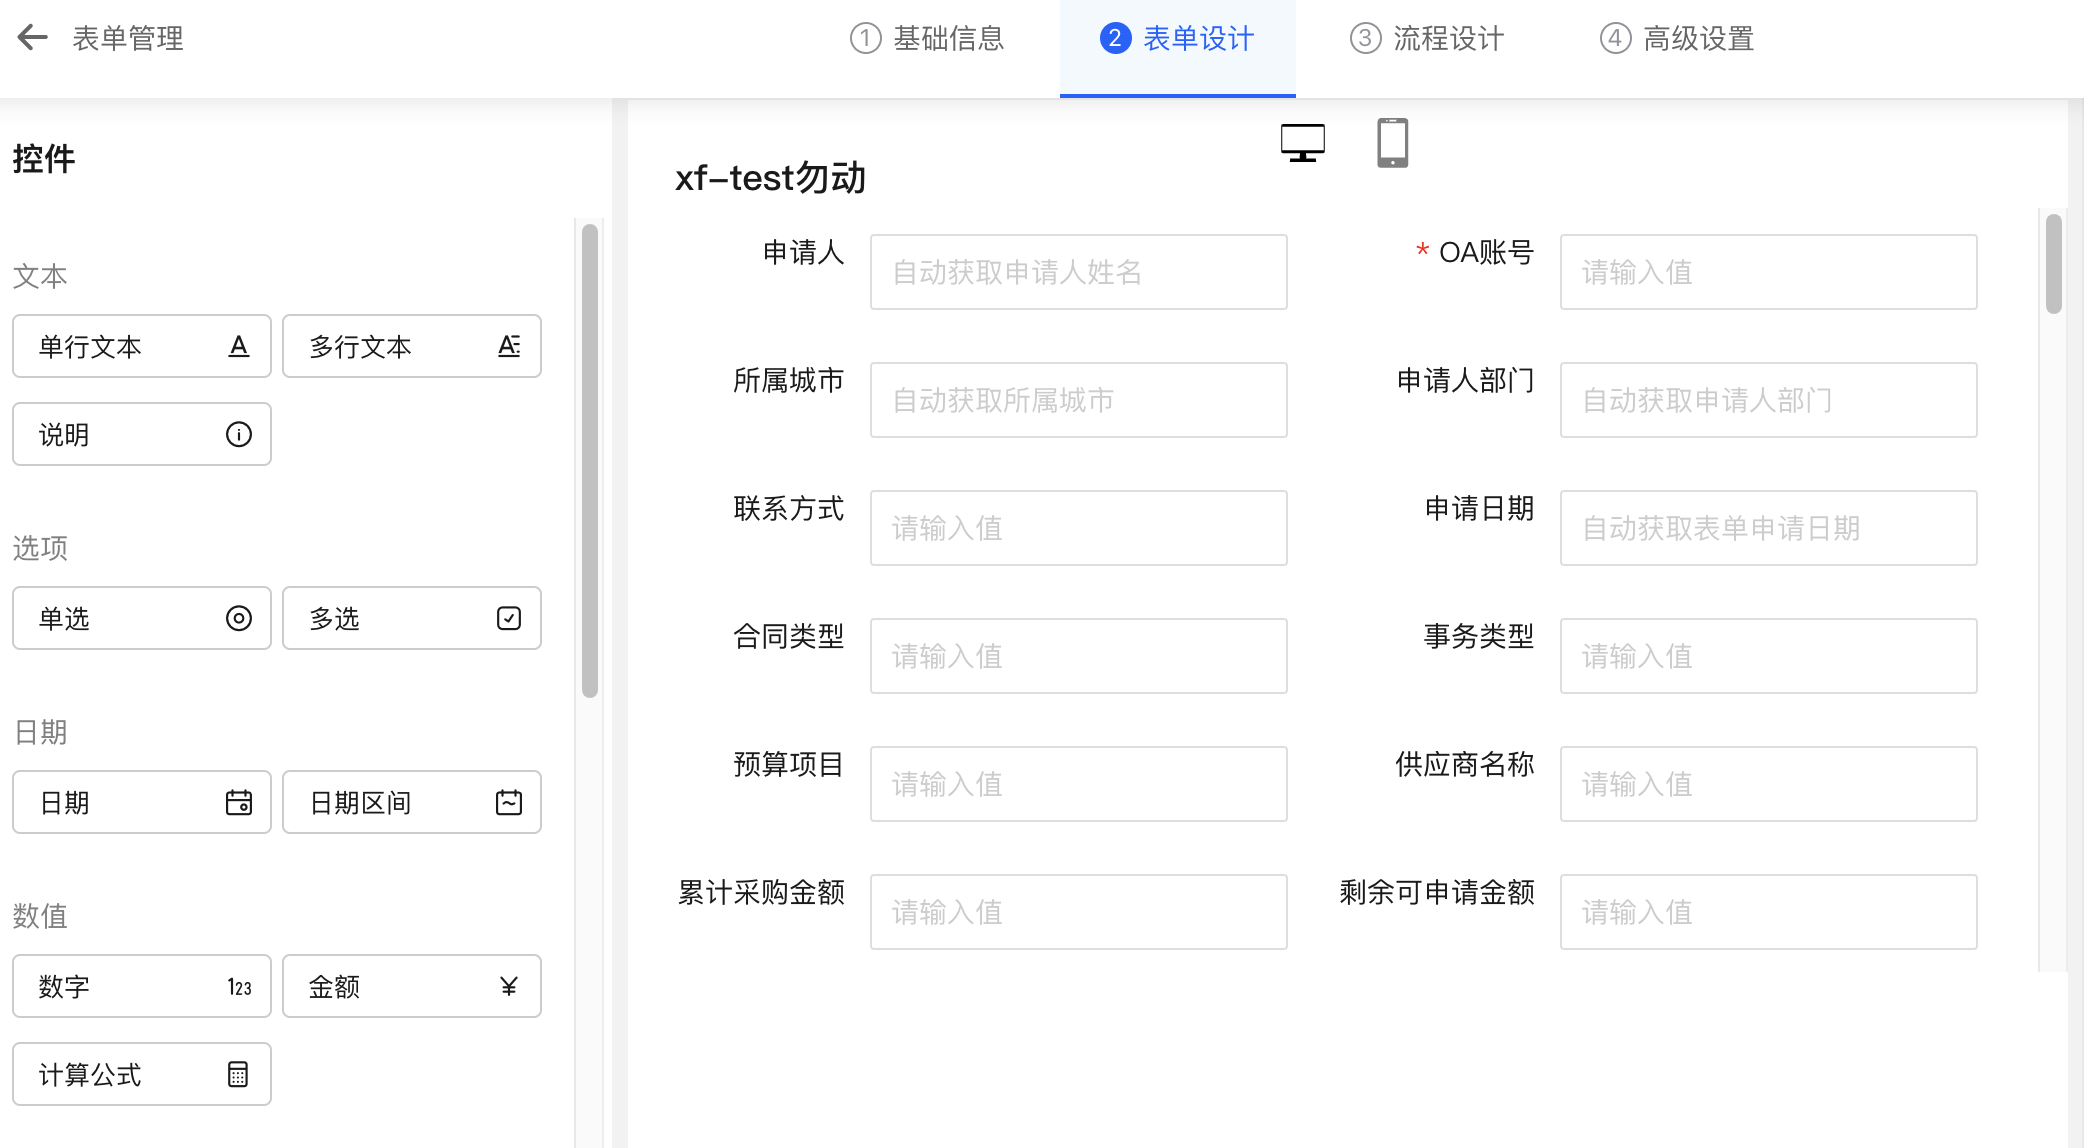 表单管理
1 基础信息
2 表单设计
3 流程设计
4 高级设置
控件
文本
单行文本 A
多行文本 A
说明
选项
单选
多选
日期
日期
日期区间
数值
数字 123
金额 ¥
计算公式
xf-test勿动
申请人 自动获取申请人姓名
* OA账号 请输入值
所属城市 自动获取所属城市
申请人部门 自动获取申请人部门
联系方式 请输入值
申请日期 自动获取表单申请日期
合同类型 请输入值
事务类型 请输入值
预算项目 请输入值
供应商名称 请输入值
累计采购金额 请输入值
剩余可申请金额 请输入值